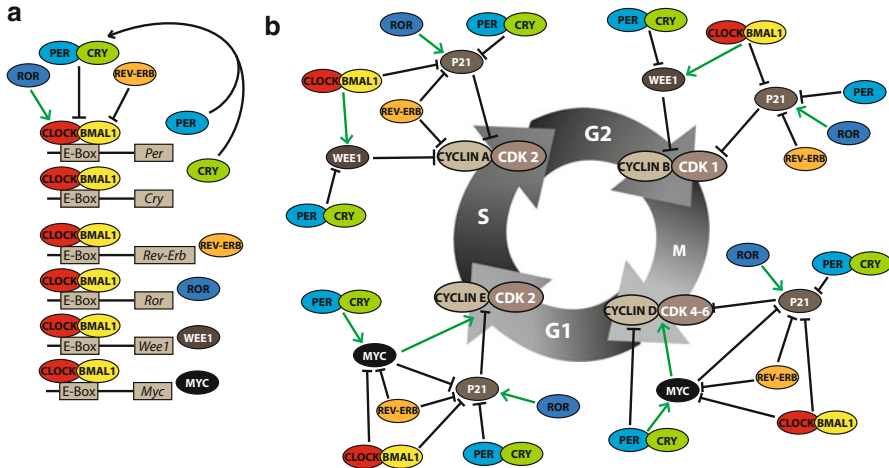 a
PER CRY
ROR
REV-ERB
CLOCK BMAL1
E-Box Per
PER
CRY
CLOCK BMAL1
E-Box Cry
CLOCK BMAL1
E-Box Rev-Erb REV-ERB
CLOCK BMAL1
E-Box Ror ROR
CLOCK BMAL1
E-Box Wee1 WEE1
CLOCK BMAL1
E-Box Myc MYC
b
ROR
PER CRY
P21
CLOCK BMAL1
REV-ERB
WEE1
CYCLIN A CDK 2
PER CRY
PER CRY
CLOCK BMAL1
WEE1
P21
PER
ROR
REV-ERB
CYCLIN B CDK 1
G2
S
M
G1
PER CRY
CYCLIN E CDK 2
MYC
P21
REV-ERB
ROR
CLOCK BMAL1
PER CRY
ROR
PER CRY
P21
CYCLIN D CDK 4-6
REV-ERB
MYC
CLOCK BMAL1
PER CRY